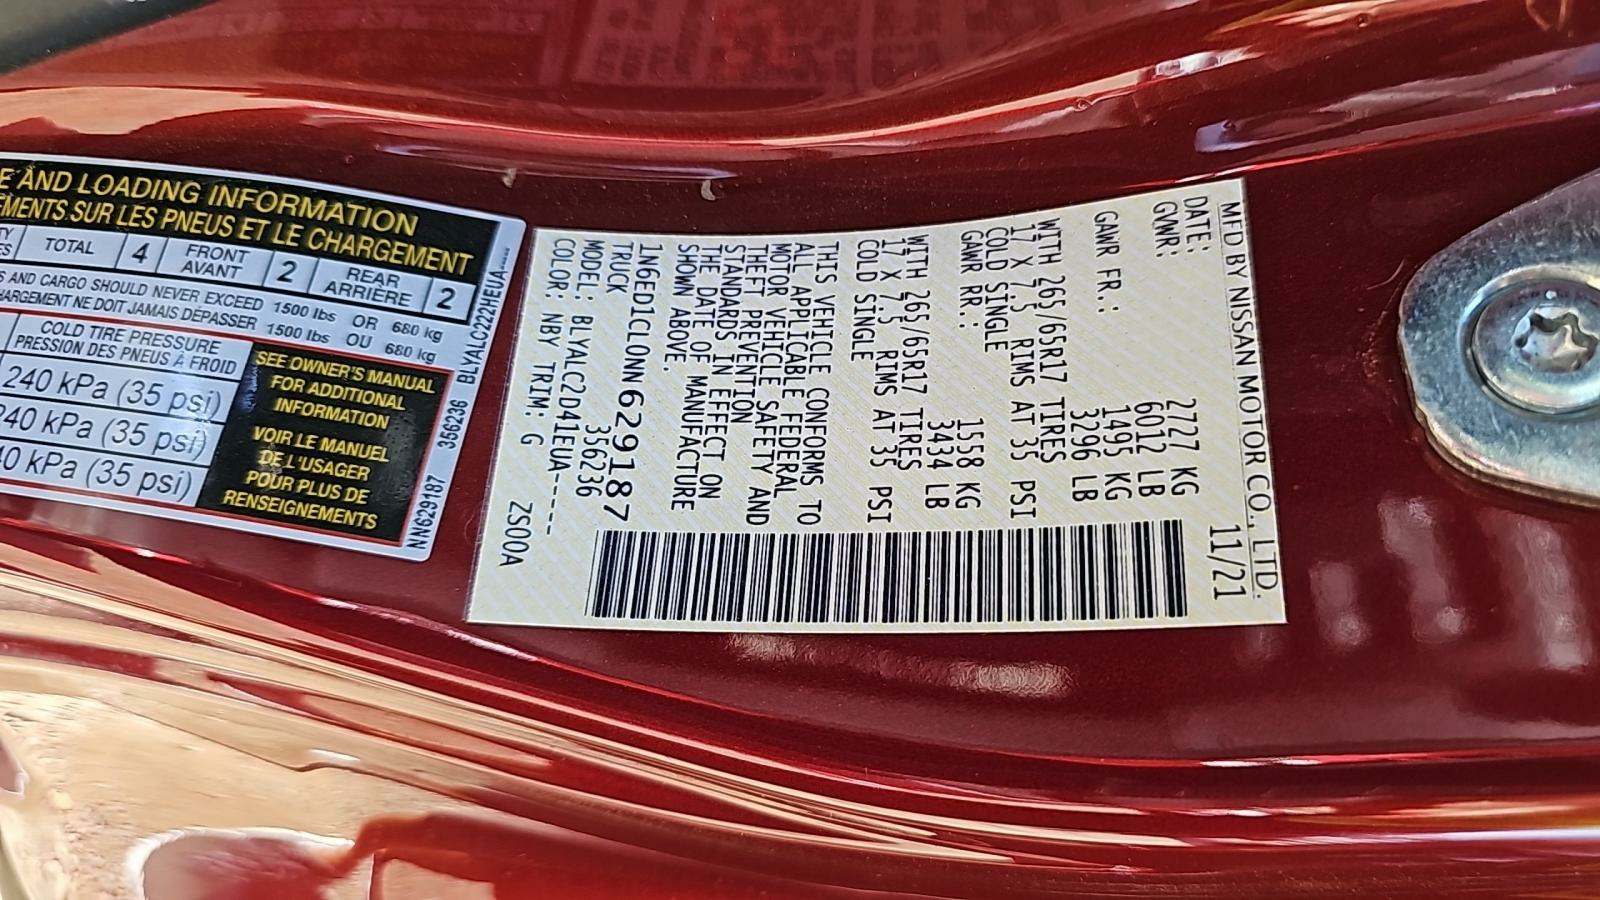 E AND LOADING INFORMATION
EMENTS SUR LES PNEUS ET LE CHARGEMENT
TOTAL 4 FRONT AVANT 2 REAR ARRIÈRE 2
AND CARGO SHOULD NEVER EXCEED 1500 lbs OR 680 kg
HARGEMENT NE DOIT JAMAIS DÉPASSER 1500 lbs OU 680 kg
COLD TIRE PRESSURE
PRESSION DES PNEUS À FROID
240 kPa (35 psi)
240 kPa (35 psi)
40 kPa (35 psi)
SEE OWNER'S MANUAL
FOR ADDITIONAL
INFORMATION
VOIR LE MANUEL
DE L'USAGER
POUR PLUS DE
RENSEIGNEMENTS
NN629187 356236 BLYALC222HEUA-----
MFD BY NISSAN MOTOR CO., LTD.
DATE: 11/21
GVWR: 2727 KG
6012 LB
GAWR FR.: 1495 KG
3296 LB
WITH 265/65R17 TIRES
17 X 7.5 RIMS AT 35 PSI
COLD SINGLE
GAWR RR.: 1558 KG
3434 LB
WITH 265/65R17 TIRES
17 X 7.5 RIMS AT 35 PSI
COLD SINGLE
THIS VEHICLE CONFORMS TO
ALL APPLICABLE FEDERAL
MOTOR VEHICLE SAFETY AND
THEFT PREVENTION
STANDARDS IN EFFECT ON
THE DATE OF MANUFACTURE
SHOWN ABOVE.
1N6ED1CL0NN629187
TRUCK 356236
MODEL: BLYALC2D41EUA-----
COLOR: NBY TRIM: G ZS00A